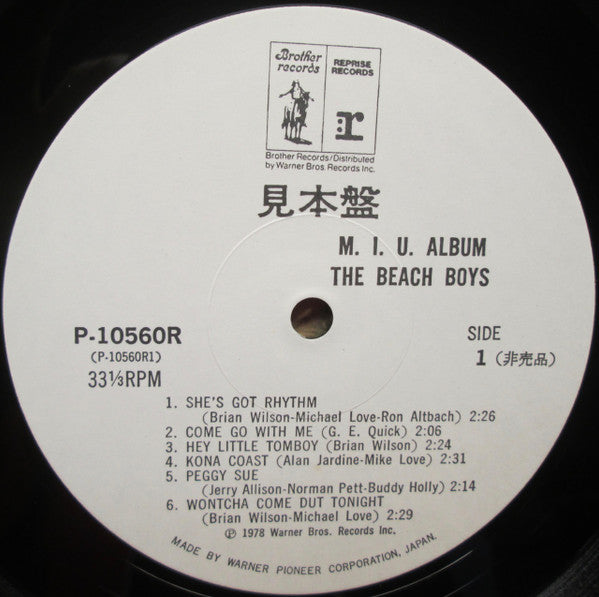 Brother records
REPRISE RECORDS
:r
Brother Records/Distributed
by Warner Bros. Records Inc.
見本盤
M. I. U. ALBUM
THE BEACH BOYS
P-10560R
(P-10560R1)
33⅓RPM
SIDE
1 (非売品)
1. SHE'S GOT RHYTHM
(Brian Wilson-Michael Love-Ron Altbach) 2:26
2. COME GO WITH ME (G. E. Quick) 2:06
3. HEY LITTLE TOMBOY (Brian Wilson) 2:24
4. KONA COAST (Alan Jardine-Mike Love) 2:31
5. PEGGY SUE
(Jerry Allison-Norman Pett-Buddy Holly) 2:14
6. WONTCHA COME DUT TONIGHT
(Brian Wilson-Michael Love) 2:29
℗ 1978 Warner Bros. Records Inc.
MADE BY WARNER PIONEER CORPORATION, JAPAN.